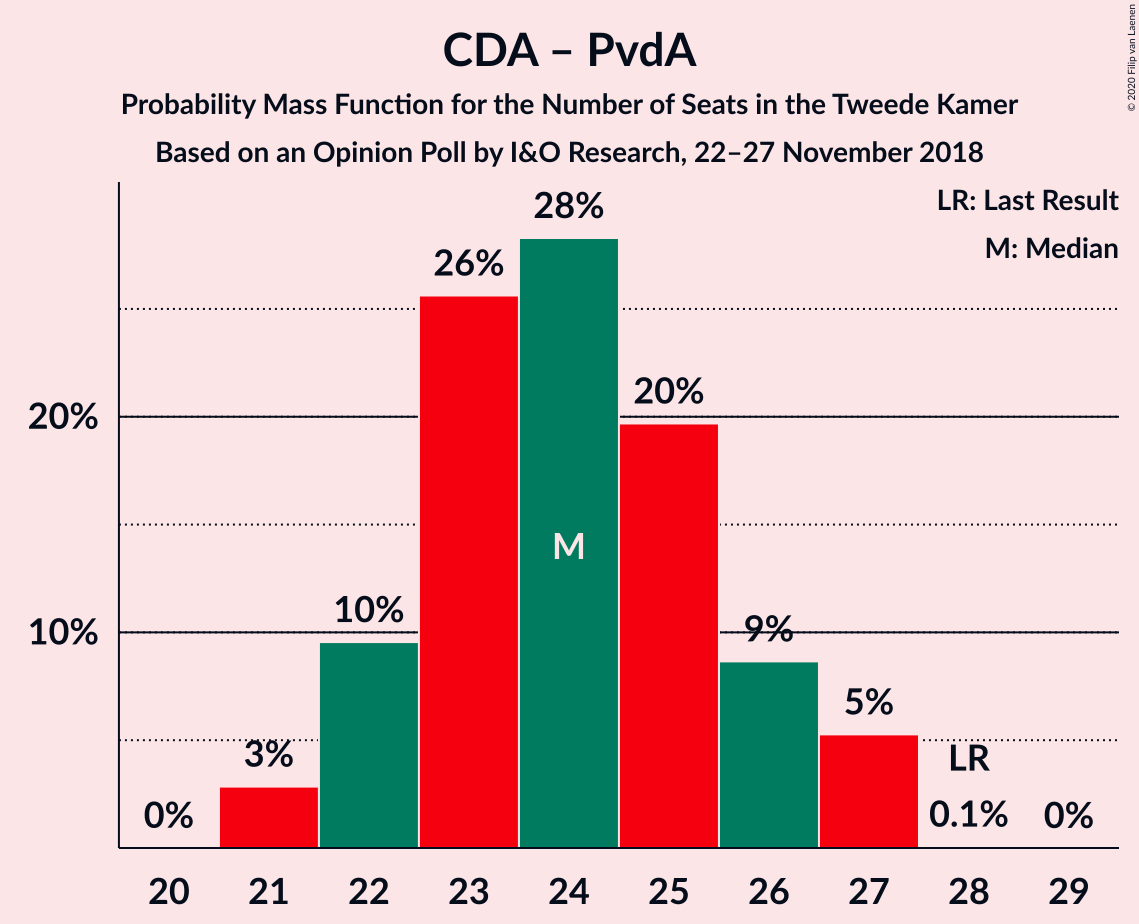 CDA – PvdA
Probability Mass Function for the Number of Seats in the Tweede Kamer
Based on an Opinion Poll by I&O Research, 22–27 November 2018
© 2020 Filip van Laenen
LR: Last Result
M: Median
28%
26%
20%
20%
M
10%
10%
9%
5%
3%
LR
0%
0.1%
0%
20 21 22 23 24 25 26 27 28 29